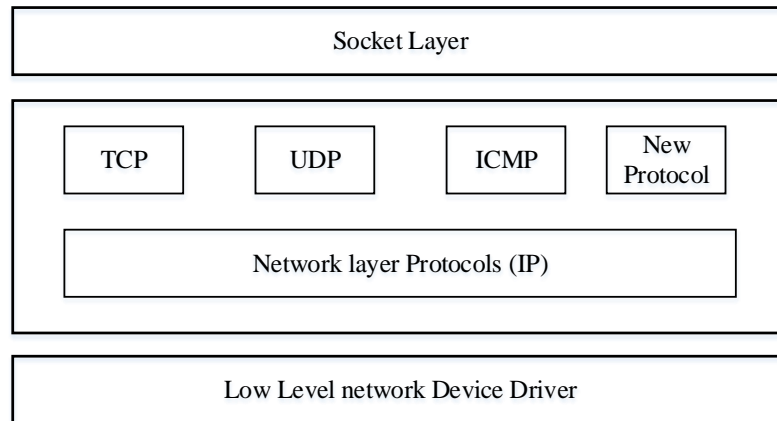 Socket Layer
TCP
UDP
ICMP
New
Protocol
Network layer Protocols (IP)
Low Level network Device Driver